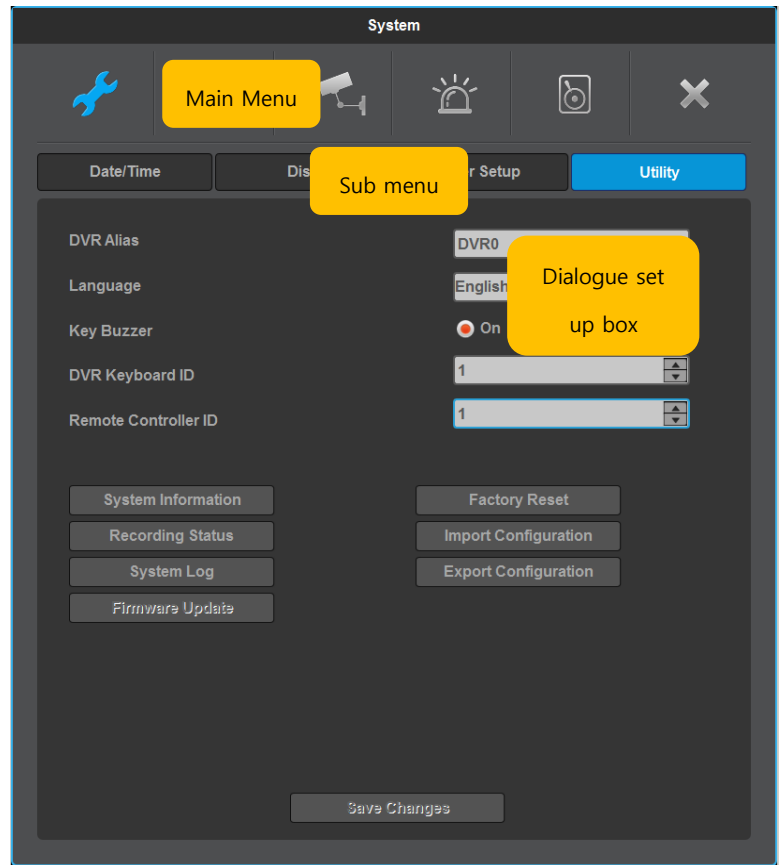 System
Main Menu
Date/Time
Sub menu
Setup
Utility
DVR Alias
DVR0
Language
English
Dialogue set
up box
Key Buzzer
On
DVR Keyboard ID
1
Remote Controller ID
1
System Information
Factory Reset
Recording Status
Import Configuration
System Log
Export Configuration
Firmware Update
Save Changes